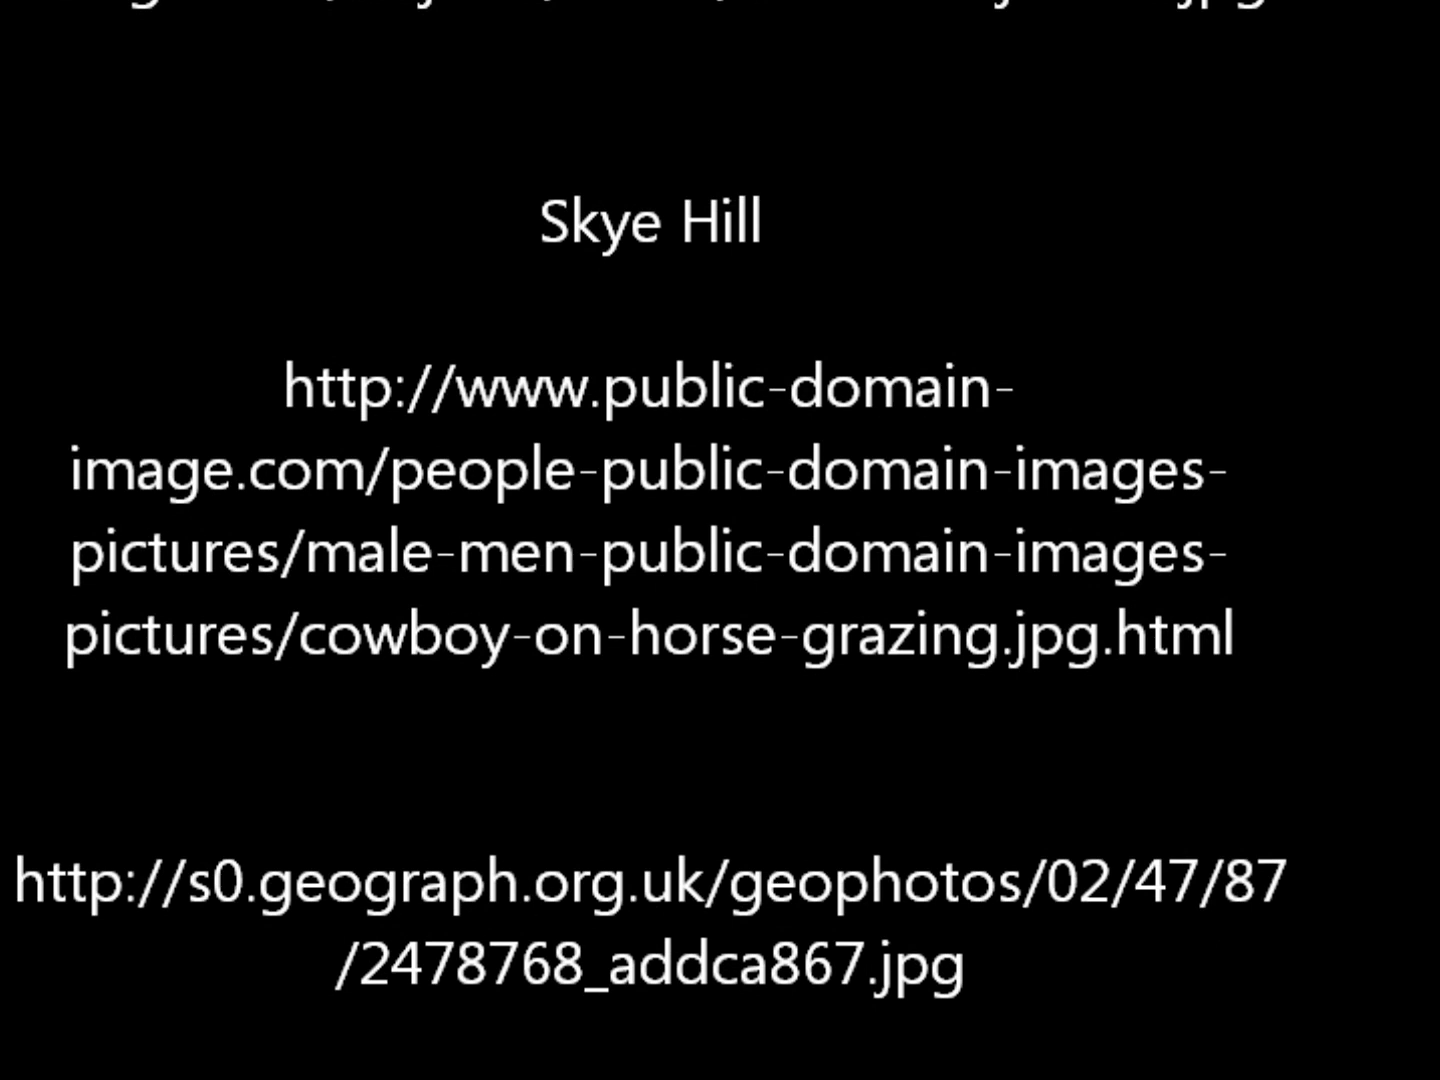 Skye Hill
http://www.public-domain-
image.com/people-public-domain-images-
pictures/male-men-public-domain-images-
pictures/cowboy-on-horse-grazing.jpg.html
http://s0.geograph.org.uk/geophotos/02/47/87
/2478768_addca867.jpg